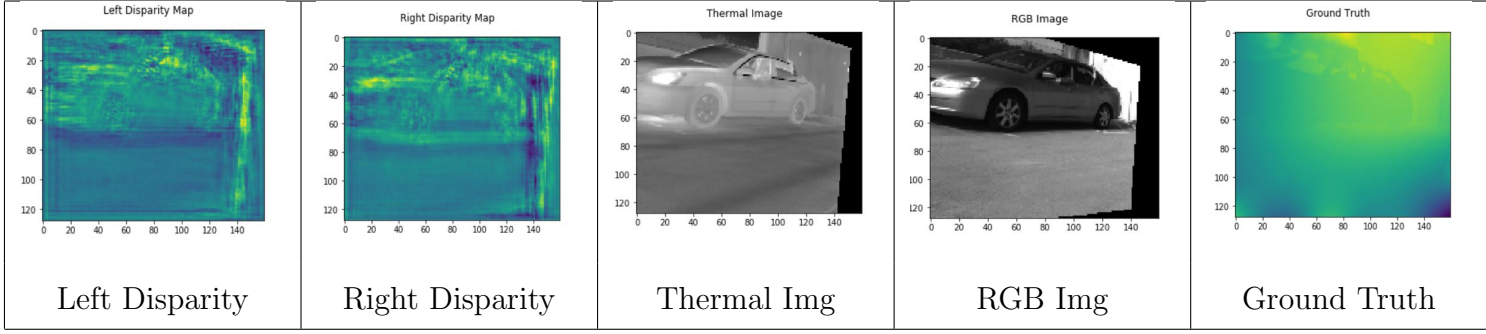 Left Disparity Map
0
20
40
60
80
100
120
0 20 40 60 80 100 120 140
Left Disparity
Right Disparity Map
0
20
40
60
80
100
120
0 20 40 60 80 100 120 140
Right Disparity
Thermal Image
0
20
40
60
80
100
120
0 20 40 60 80 100 120 140
Thermal Img
RGB Image
0
20
40
60
80
100
120
0 20 40 60 80 100 120 140
RGB Img
Ground Truth
0
20
40
60
80
100
120
0 20 40 60 80 100 120 140
Ground Truth